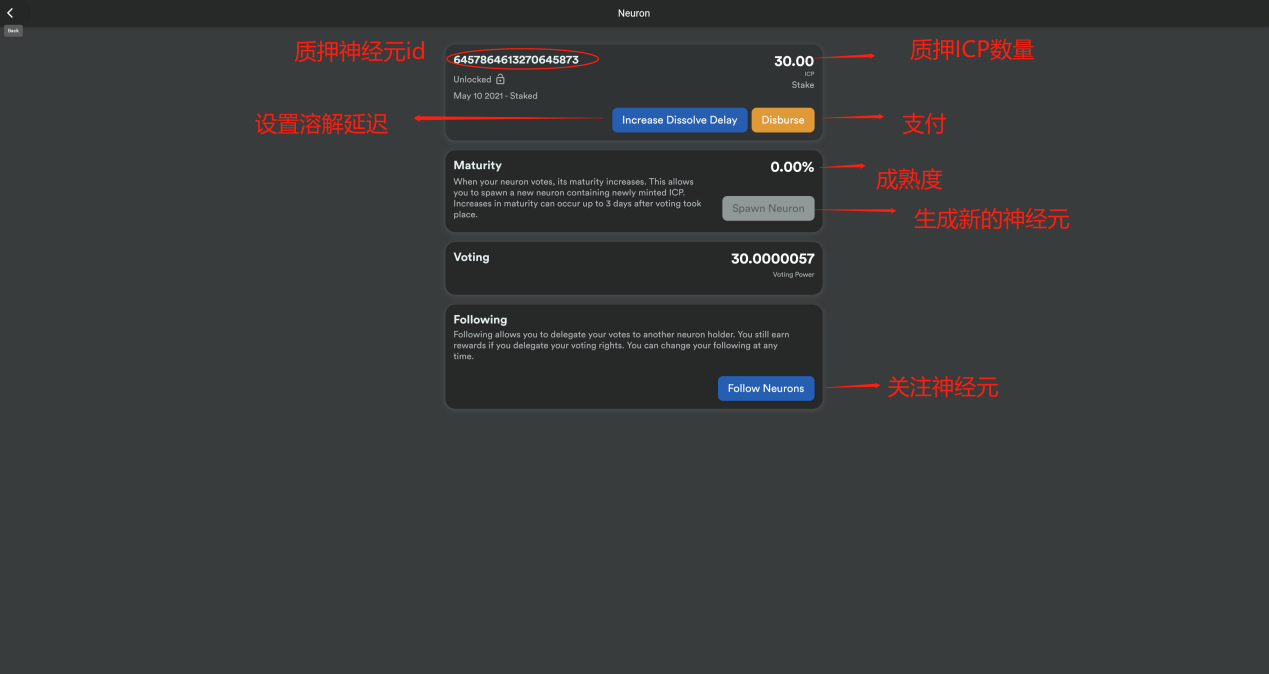 Neuron
Back
质押神经元id
6457864613270645873
30.00
质押ICP数量
ICP
Unlocked
Stake
May 10 2021 - Staked
设置溶解延迟
Increase Dissolve Delay
Disburse
支付
Maturity
0.00%
成熟度
When your neuron votes, its maturity increases. This allows
you to spawn a new neuron containing newly minted ICP.
Increases in maturity can occur up to 3 days after voting took
place.
Spawn Neuron
生成新的神经元
Voting
30.0000057
Voting Power
Following
Following allows you to delegate your votes to another neuron holder. You still earn
rewards if you delegate your voting rights. You can change your following at any
time.
Follow Neurons
关注神经元